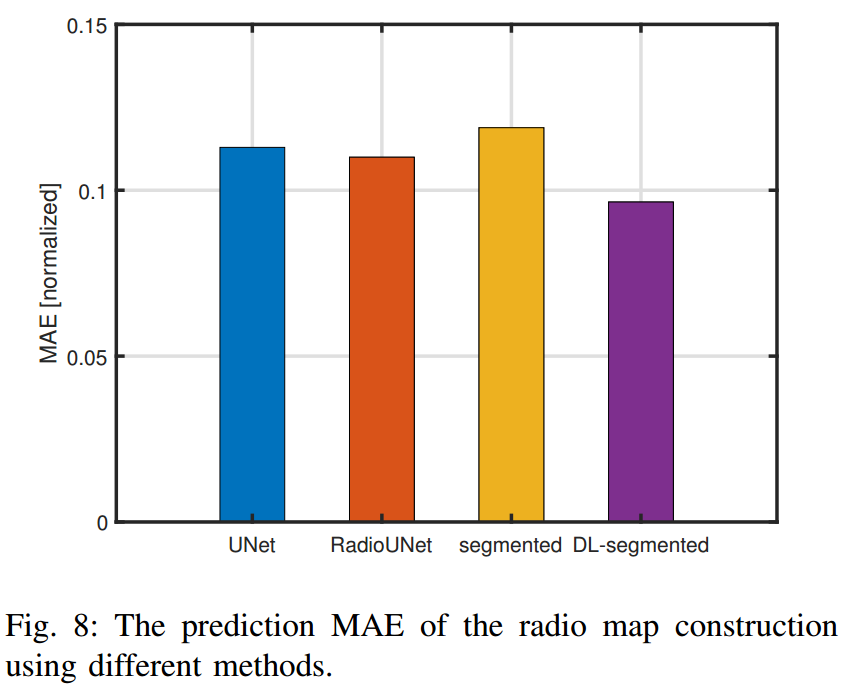 0.15
0.1
0.05
0
MAE [normalized]
UNet RadioUNet segmented DL-segmented
Fig. 8: The prediction MAE of the radio map construction
using different methods.